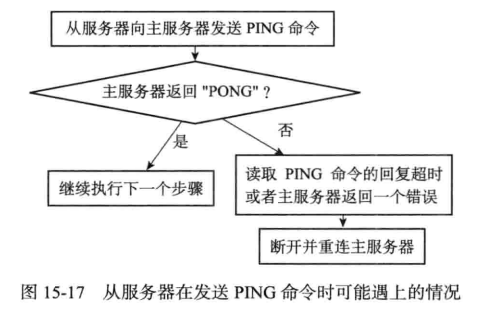 从服务器向主服务器发送 PING 命令
主服务器返回 "PONG"？
是
否
继续执行下一个步骤
读取 PING 命令的回复超时
或者主服务器返回一个错误
断开并重连主服务器
图 15-17 从服务器在发送 PING 命令时可能遇上的情况